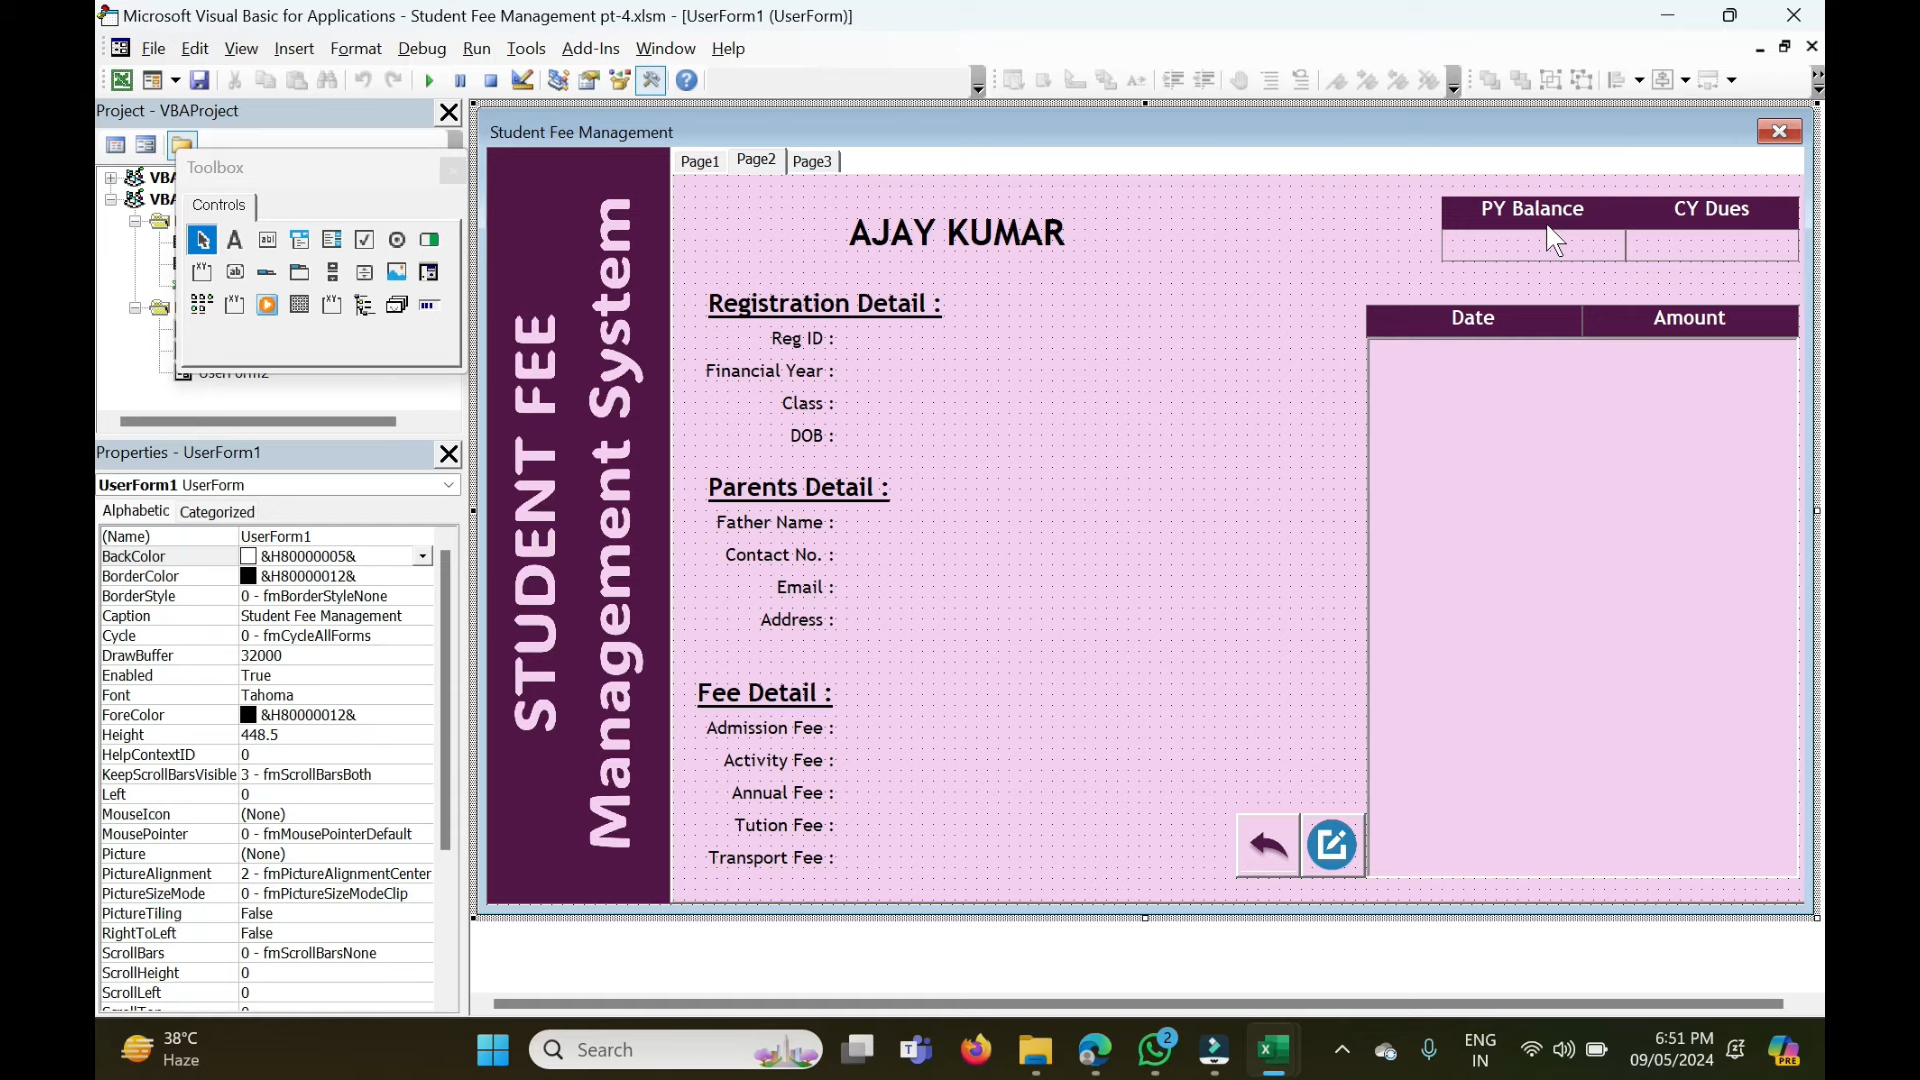 Microsoft Visual Basic for Applications - Student Fee Management pt-4.xlsm - [UserForm1 (UserForm)]
File Edit View Insert Format Debug Run Tools Add-Ins Window Help
Project - VBAProject
VBA
VBA
Toolbox
Controls
Properties - UserForm1
UserForm1 UserForm
Alphabetic Categorized
(Name) UserForm1
BackColor &H80000005&
BorderColor &H80000012&
BorderStyle 0 - fmBorderStyleNone
Caption Student Fee Management
Cycle 0 - fmCycleAllForms
DrawBuffer 32000
Enabled True
Font Tahoma
ForeColor &H80000012&
Height 448.5
HelpContextID 0
KeepScrollBarsVisible 3 - fmScrollBarsBoth
Left 0
MouseIcon (None)
MousePointer 0 - fmMousePointerDefault
Picture (None)
PictureAlignment 2 - fmPictureAlignmentCenter
PictureSizeMode 0 - fmPictureSizeModeClip
PictureTiling False
RightToLeft False
ScrollBars 0 - fmScrollBarsNone
ScrollHeight 0
ScrollLeft 0
Student Fee Management
STUDENT FEE
Management System
Page1 Page2 Page3
AJAY KUMAR
PY Balance CY Dues
Registration Detail :
Reg ID :
Financial Year :
Class :
DOB :
Parents Detail :
Father Name :
Contact No. :
Email :
Address :
Fee Detail :
Admission Fee :
Activity Fee :
Annual Fee :
Tution Fee :
Transport Fee :
Date Amount
38°C
Haze
Search
2
ENG
IN
6:51 PM
09/05/2024
PRE